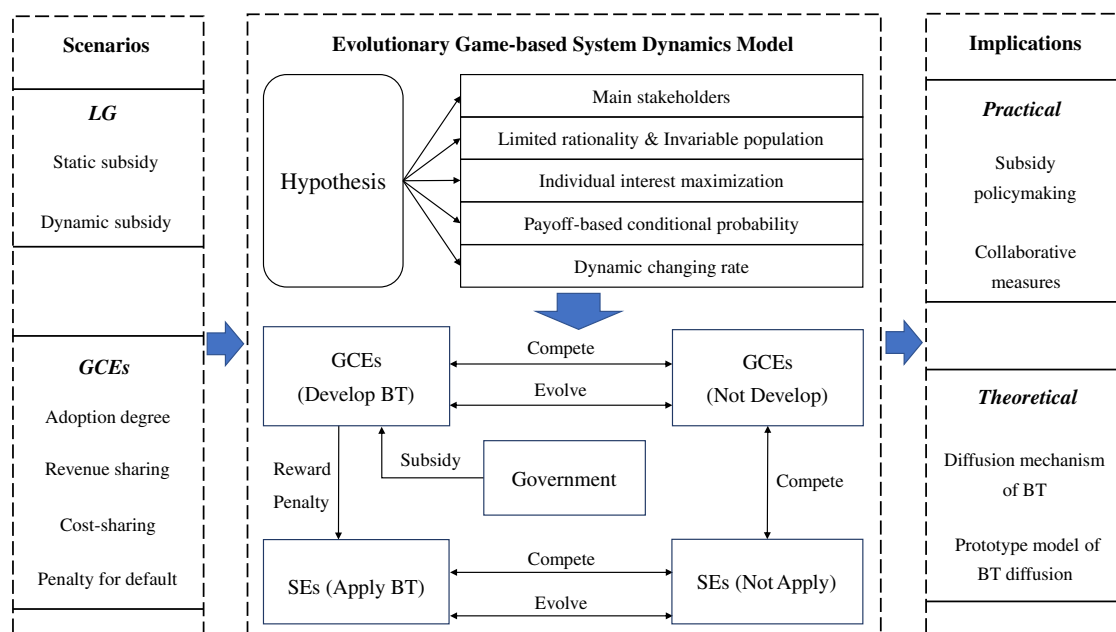 Scenarios
LG
Static subsidy
Dynamic subsidy
GCEs
Adoption degree
Revenue sharing
Cost-sharing
Penalty for default
Evolutionary Game-based System Dynamics Model
Hypothesis
Main stakeholders
Limited rationality & Invariable population
Individual interest maximization
Payoff-based conditional probability
Dynamic changing rate
GCEs
(Develop BT)
Compete
Evolve
GCEs
(Not Develop)
Reward
Penalty
Subsidy
Government
Compete
SEs (Apply BT)
Compete
Evolve
SEs (Not Apply)
Implications
Practical
Subsidy
policymaking
Collaborative
measures
Theoretical
Diffusion mechanism
of BT
Prototype model of
BT diffusion